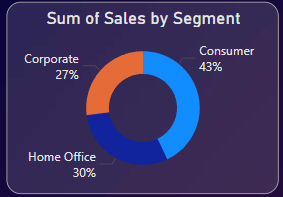 Sum of Sales by Segment
Consumer
43%
Corporate
27%
Home Office
30%